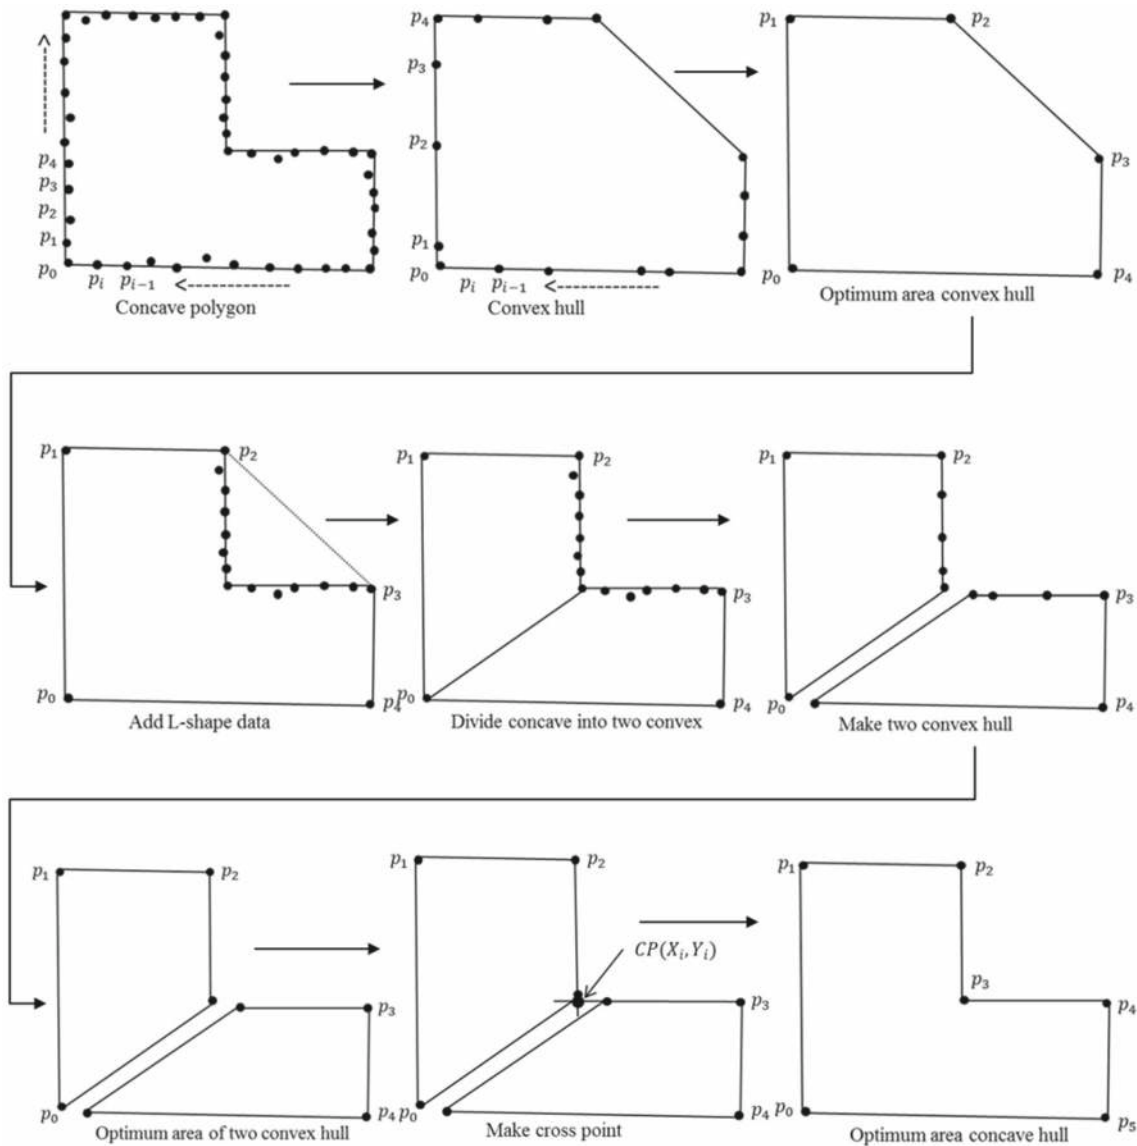 p₄
p₃
p₂
p₁
p₀
pᵢ pᵢ₋₁
Concave polygon
p₄
p₃
p₂
p₁
p₀
pᵢ pᵢ₋₁
Convex hull
p₁
p₂
p₃
p₀
p₄
Optimum area convex hull
p₁
p₂
p₃
p₀
p₄
Add L-shape data
p₁
p₂
p₃
p₀
p₄
Divide concave into two convex
p₁
p₂
p₃
p₀
p₄
Make two convex hull
p₁
p₂
p₃
p₀
p₄
Optimum area of two convex hull
p₁
p₂
CP(Xᵢ,Yᵢ)
p₃
p₀
p₄
Make cross point
p₁
p₂
p₃
p₄
p₀
p₅
Optimum area concave hull